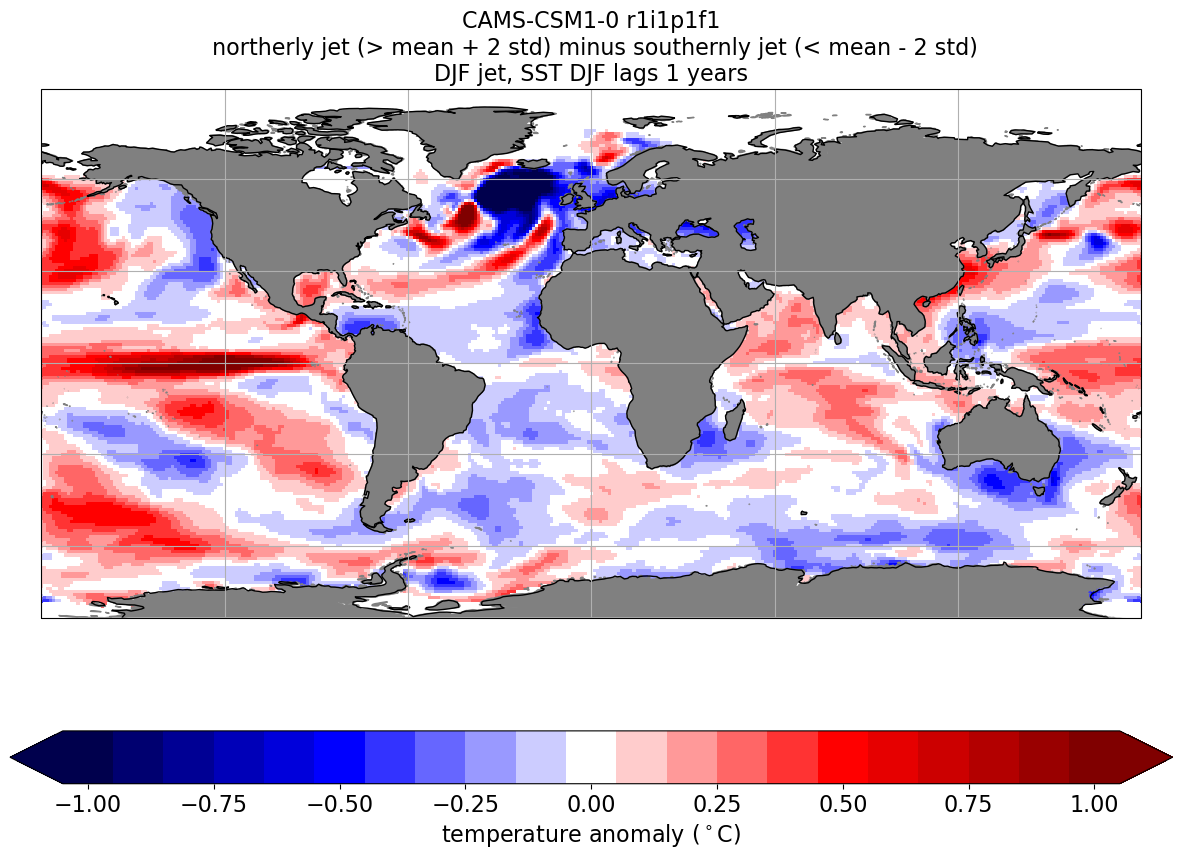 CAMS-CSM1-0 r1i1p1f1
northerly jet (> mean + 2 std) minus southernly jet (< mean - 2 std)
DJF jet, SST DJF lags 1 years
−1.00 −0.75 −0.50 −0.25 0.00 0.25 0.50 0.75 1.00
temperature anomaly (°C)